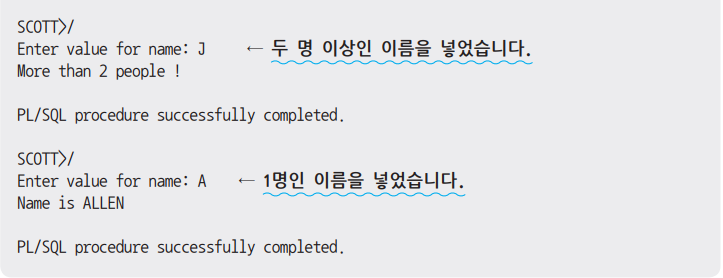 SCOTT>/
Enter value for name: J ← 두 명 이상인 이름을 넣었습니다.
More than 2 people !
PL/SQL procedure successfully completed.
SCOTT>/
Enter value for name: A ← 1명인 이름을 넣었습니다.
Name is ALLEN
PL/SQL procedure successfully completed.